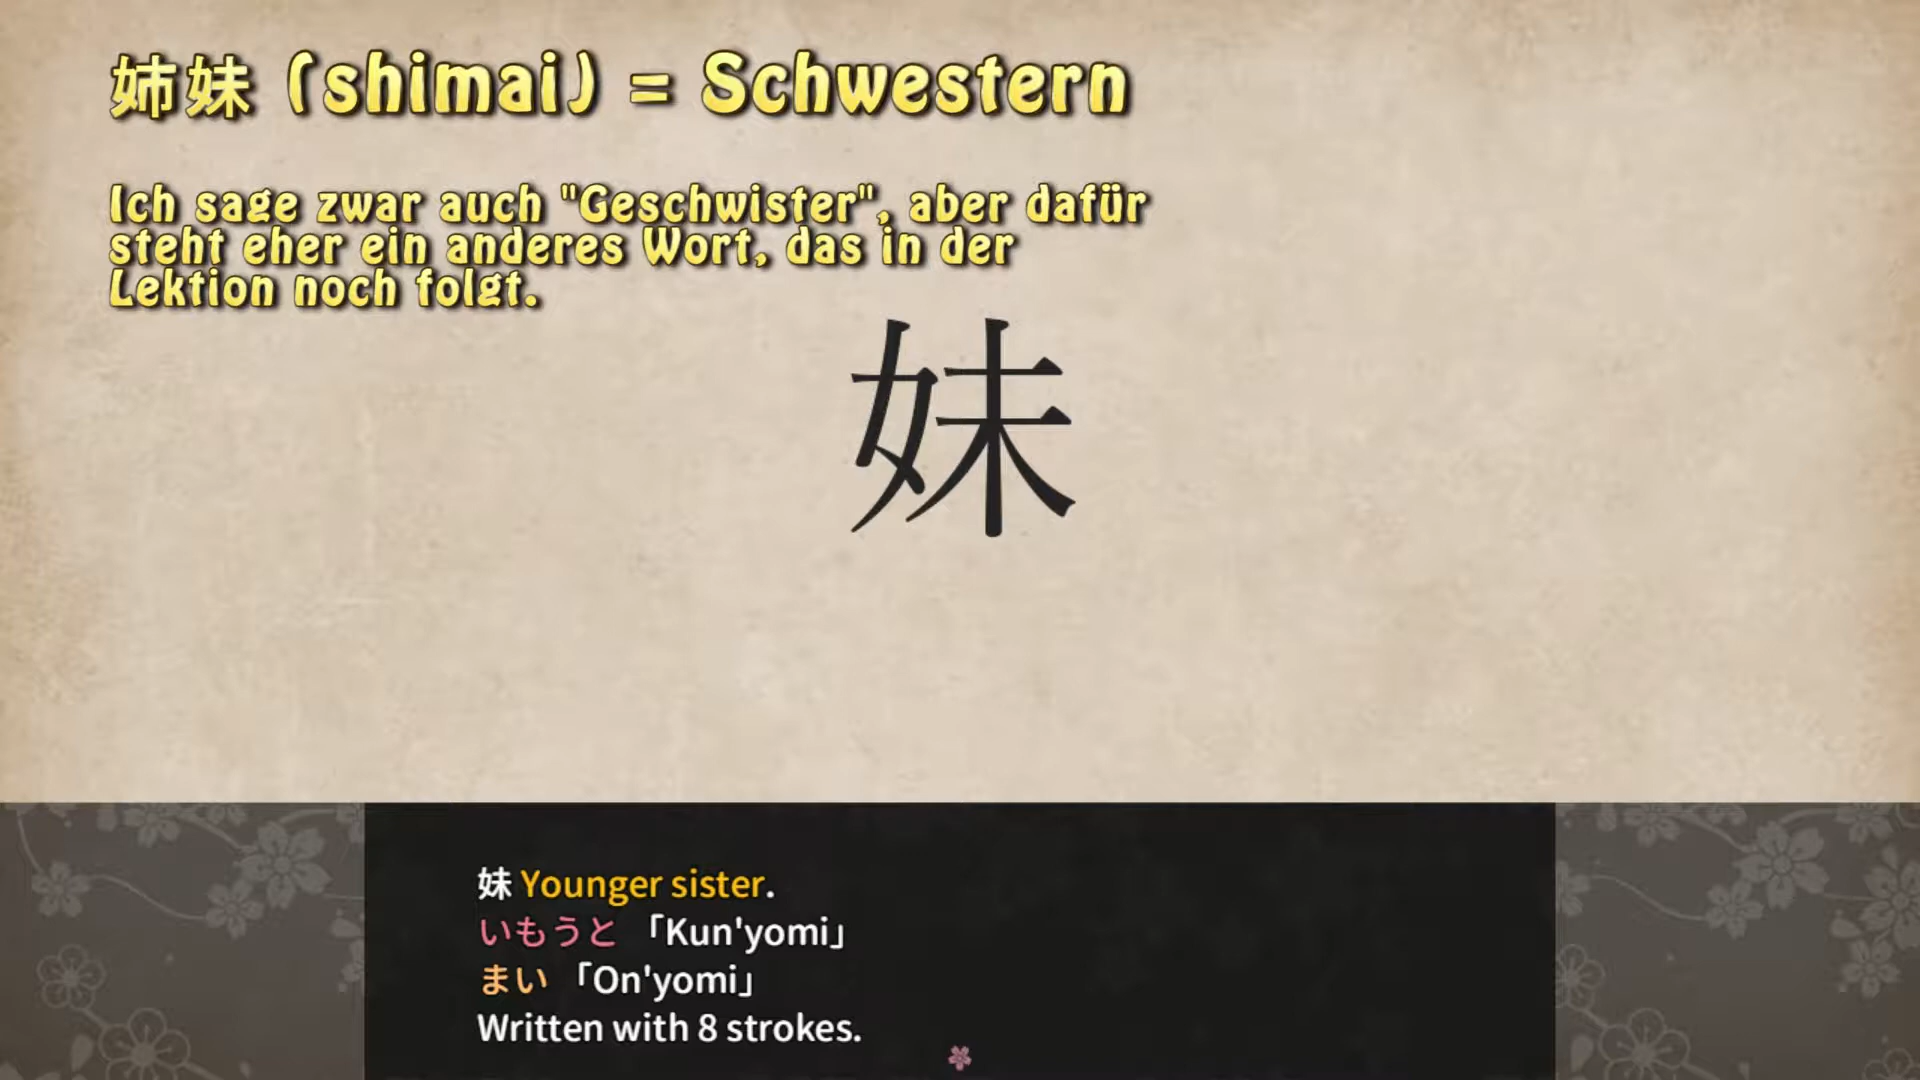 姉妹 (shimai) = Schwestern
Ich sage zwar auch "Geschwister", aber dafür
steht eher ein anderes Wort, das in der
Lektion noch folgt.
妹
妹 Younger sister.
いもうと 「Kun'yomi」
まい 「On'yomi」
Written with 8 strokes.